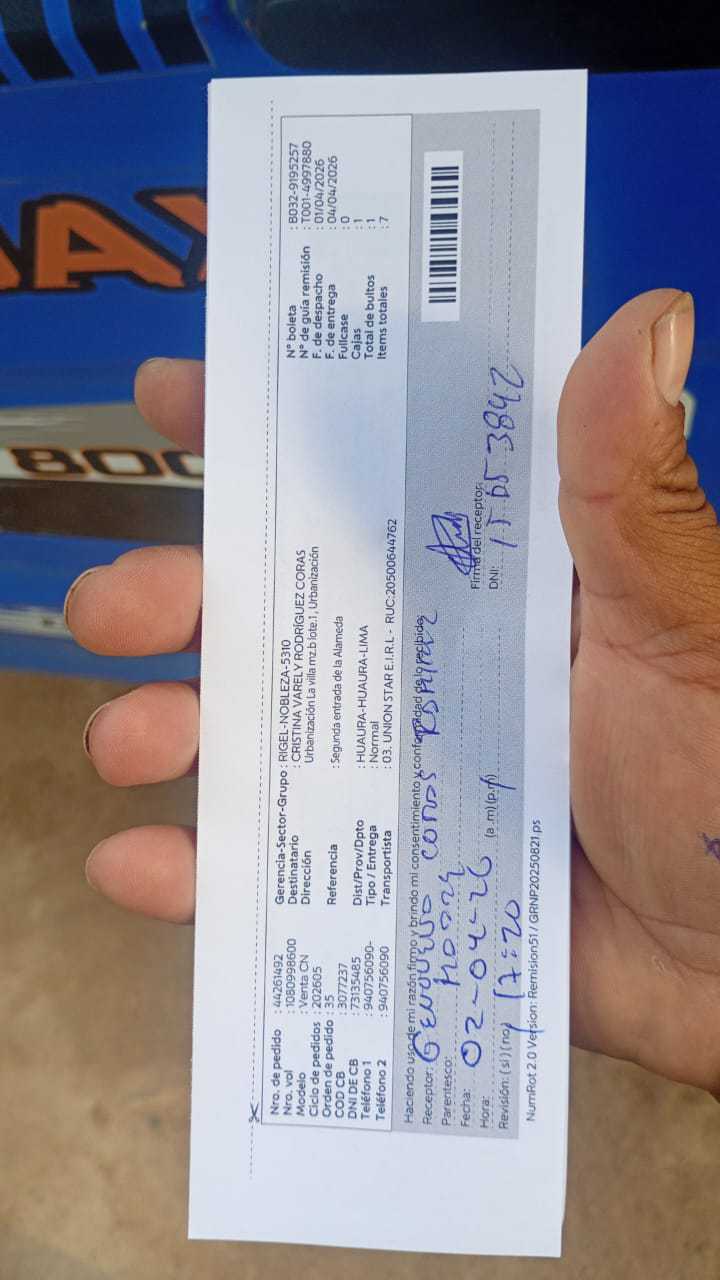 Nro. de pedido : 44261492
Nro. vol : 1080998600
Modelo : Venta CN
Ciclo de pedidos : 202605
Orden de pedido : 35
COD CB : 3077237
DNI DE CB : 73135485
Teléfono 1 : 940756090-
Teléfono 2 : 940756090
Gerencia-Sector-Grupo : RIGEL-NOBLEZA-5310
Destinatario : CRISTINA VARELY RODRÍGUEZ CORAS
Dirección : Urbanización La villa mz.b lote.1, Urbanización
Referencia : Segunda entrada de la Alameda
Dist/Prov/Dpto : HUAURA-HUAURA-LIMA
Tipo / Entrega : Normal
Transportista : 03. UNION STAR E.I.R.L - RUC:20500644762
N° boleta : B032-9195257
N° de guía remisión : T001-4997880
F. de despacho : 01/04/2026
F. de entrega : 04/04/2026
Fullcase : 0
Cajas : 1
Total de bultos : 1
Items totales : 7
Haciendo uso de mi razón firmo y brindo mi consentimiento y conformidad de lo recibido
Receptor: CORAS
Parentesco:
Fecha: 02-04-26
Hora: 17:20 (a.m)(p.m)
Revisión: (si)(no)
Firma del receptor:
DNI:
NumRot 2.0 Version: Remision51 / GRNP20250821.ps
800